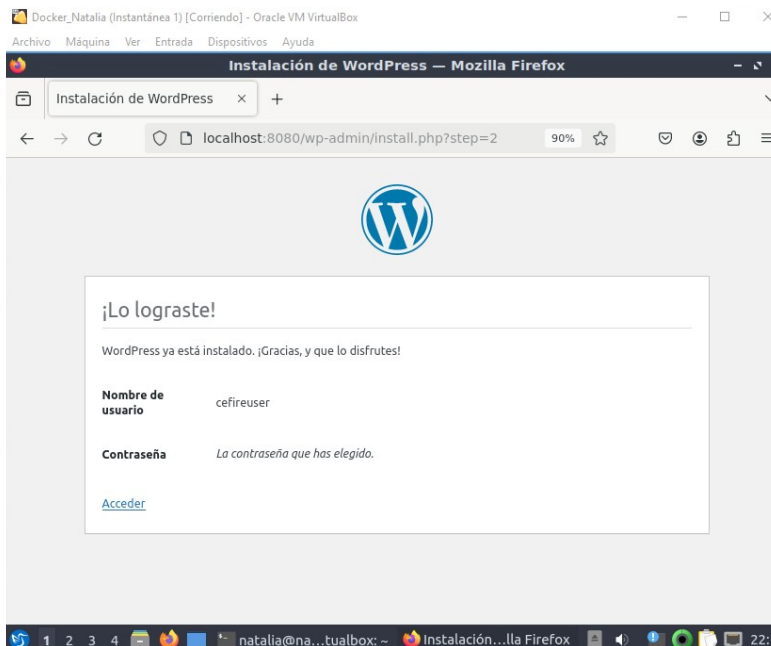 Docker_Natalia (Instantánea 1) [Corriendo] - Oracle VM VirtualBox
Archivo Máquina Ver Entrada Dispositivos Ayuda
Instalación de WordPress — Mozilla Firefox
Instalación de WordPress
localhost:8080/wp-admin/install.php?step=2 90%
W
¡Lo lograste!
WordPress ya está instalado. ¡Gracias, y que lo disfrutes!
Nombre de
usuario
cefireuser
Contraseña La contraseña que has elegido.
Acceder
1 2 3 4 natalia@na...tualbox: ~ Instalación...lla Firefox 22: